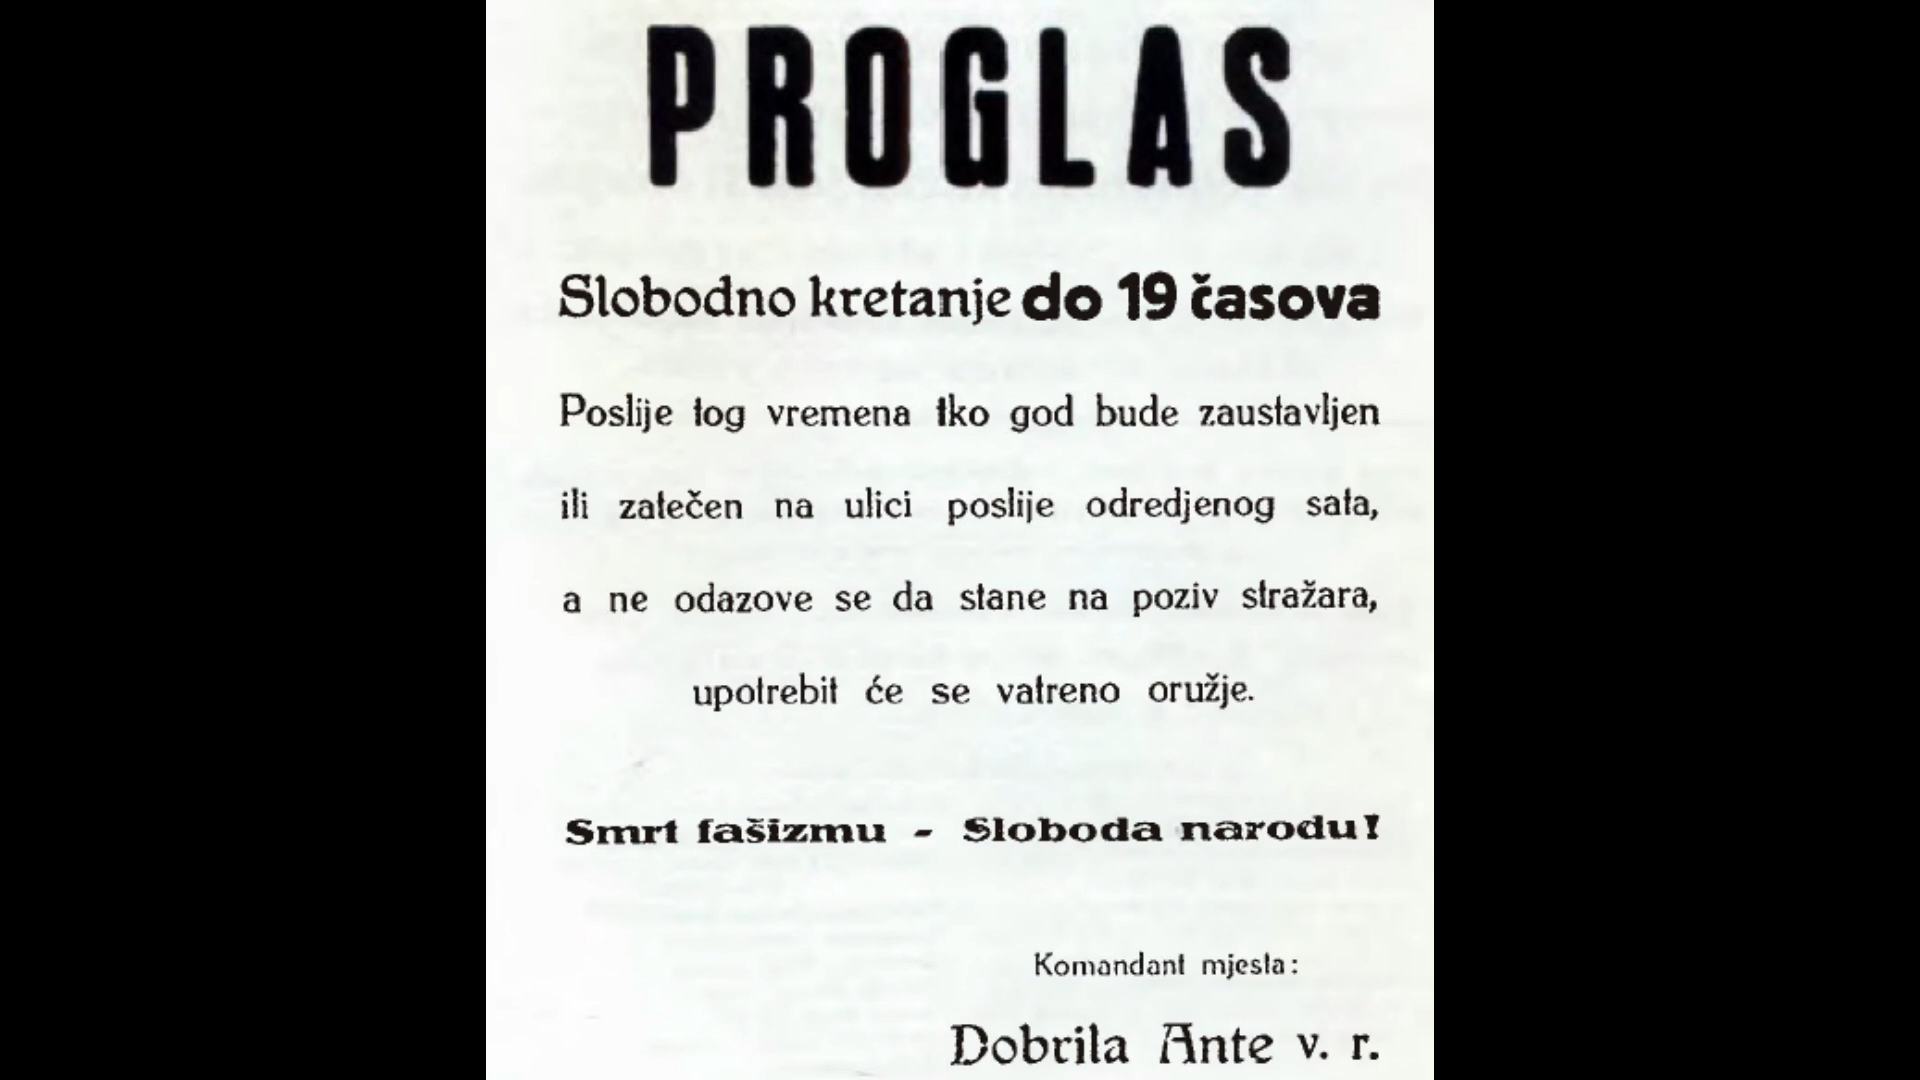 PROGLAS
Slobodno kretanje do 19 časova
Poslije tog vremena tko god bude zaustavljen
ili zatečen na ulici poslije odredjenog sata,
a ne odazove se da stane na poziv stražara,
upotrebit će se vatreno oružje.
Smrt fašizmu - Sloboda narodu!
Komandant mjesta:
Dobrila Ante v. r.